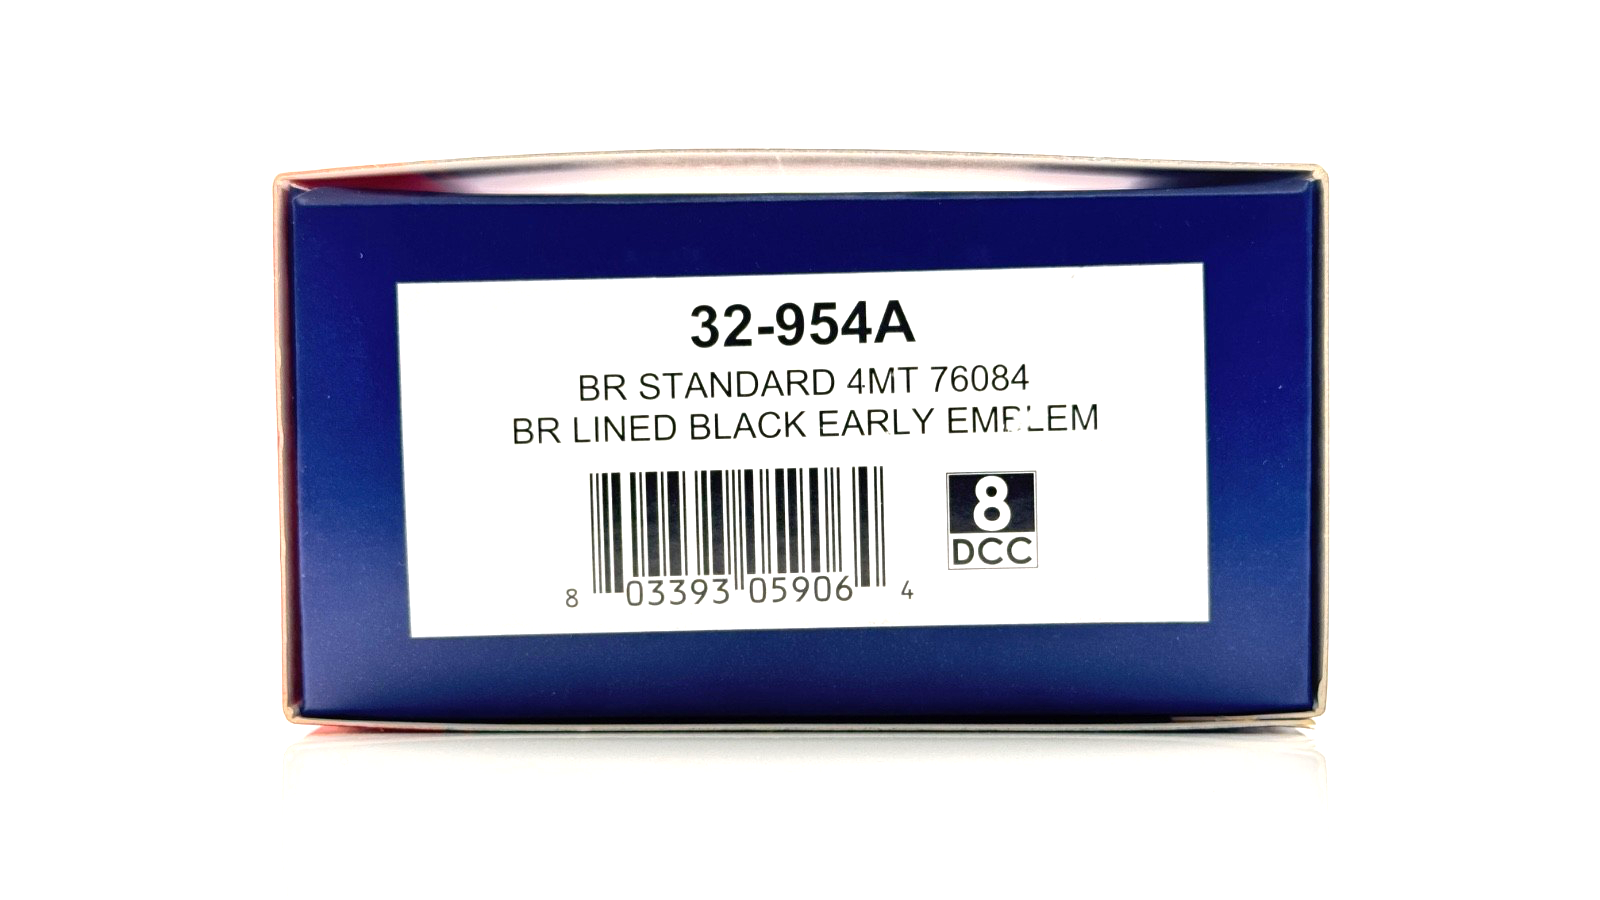 32-954A
BR STANDARD 4MT 76084
BR LINED BLACK EARLY EMBLEM
8 03393 05906 4
8
DCC